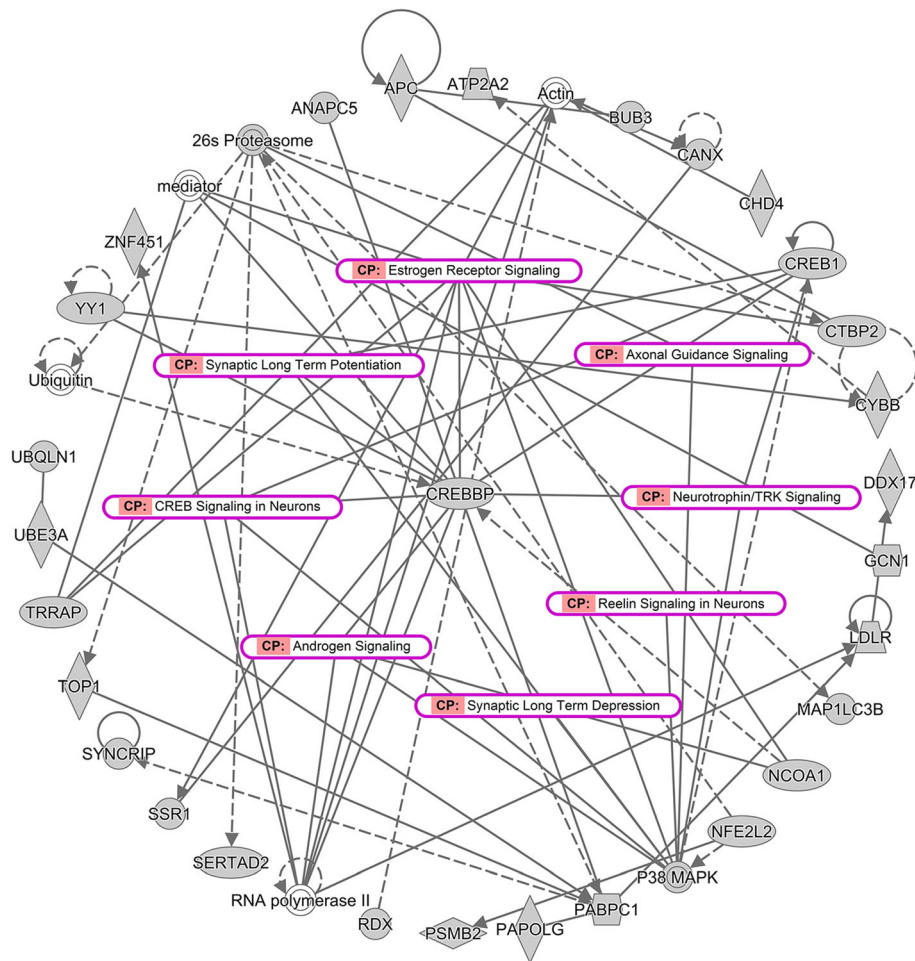 APC
ATP2A2
Actin
ANAPC5
BUB3
26s Proteasome
CANX
mediator
CHD4
ZNF451
CREB1
CP: Estrogen Receptor Signaling
YY1
CTBP2
CP: Axonal Guidance Signaling
CP: Synaptic Long Term Potentiation
Ubiquitin
CYBB
UBQLN1
DDX17
CREBBP
CP: Neurotrophin/TRK Signaling
CP: CREB Signaling in Neurons
UBE3A
GCN1
CP: Reelin Signaling in Neurons
TRRAP
LDLR
CP: Androgen Signaling
TOP1
CP: Synaptic Long Term Depression
MAP1LC3B
SYNCRIP
NCOA1
SSR1
NFE2L2
SERTAD2
P38 MAPK
RNA polymerase II
PABPC1
RDX
PSMB2
PAPOLG